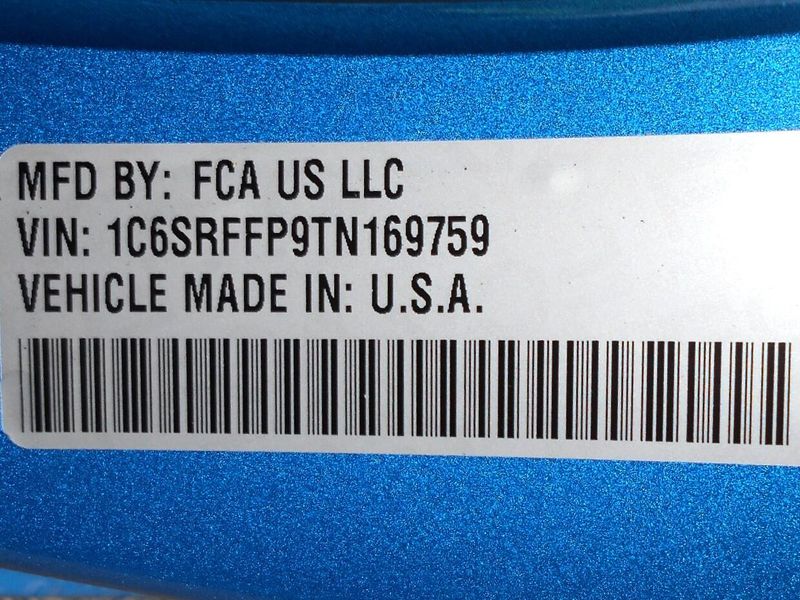 MFD BY: FCA US LLC
VIN: 1C6SRFFP9TN169759
VEHICLE MADE IN: U.S.A.